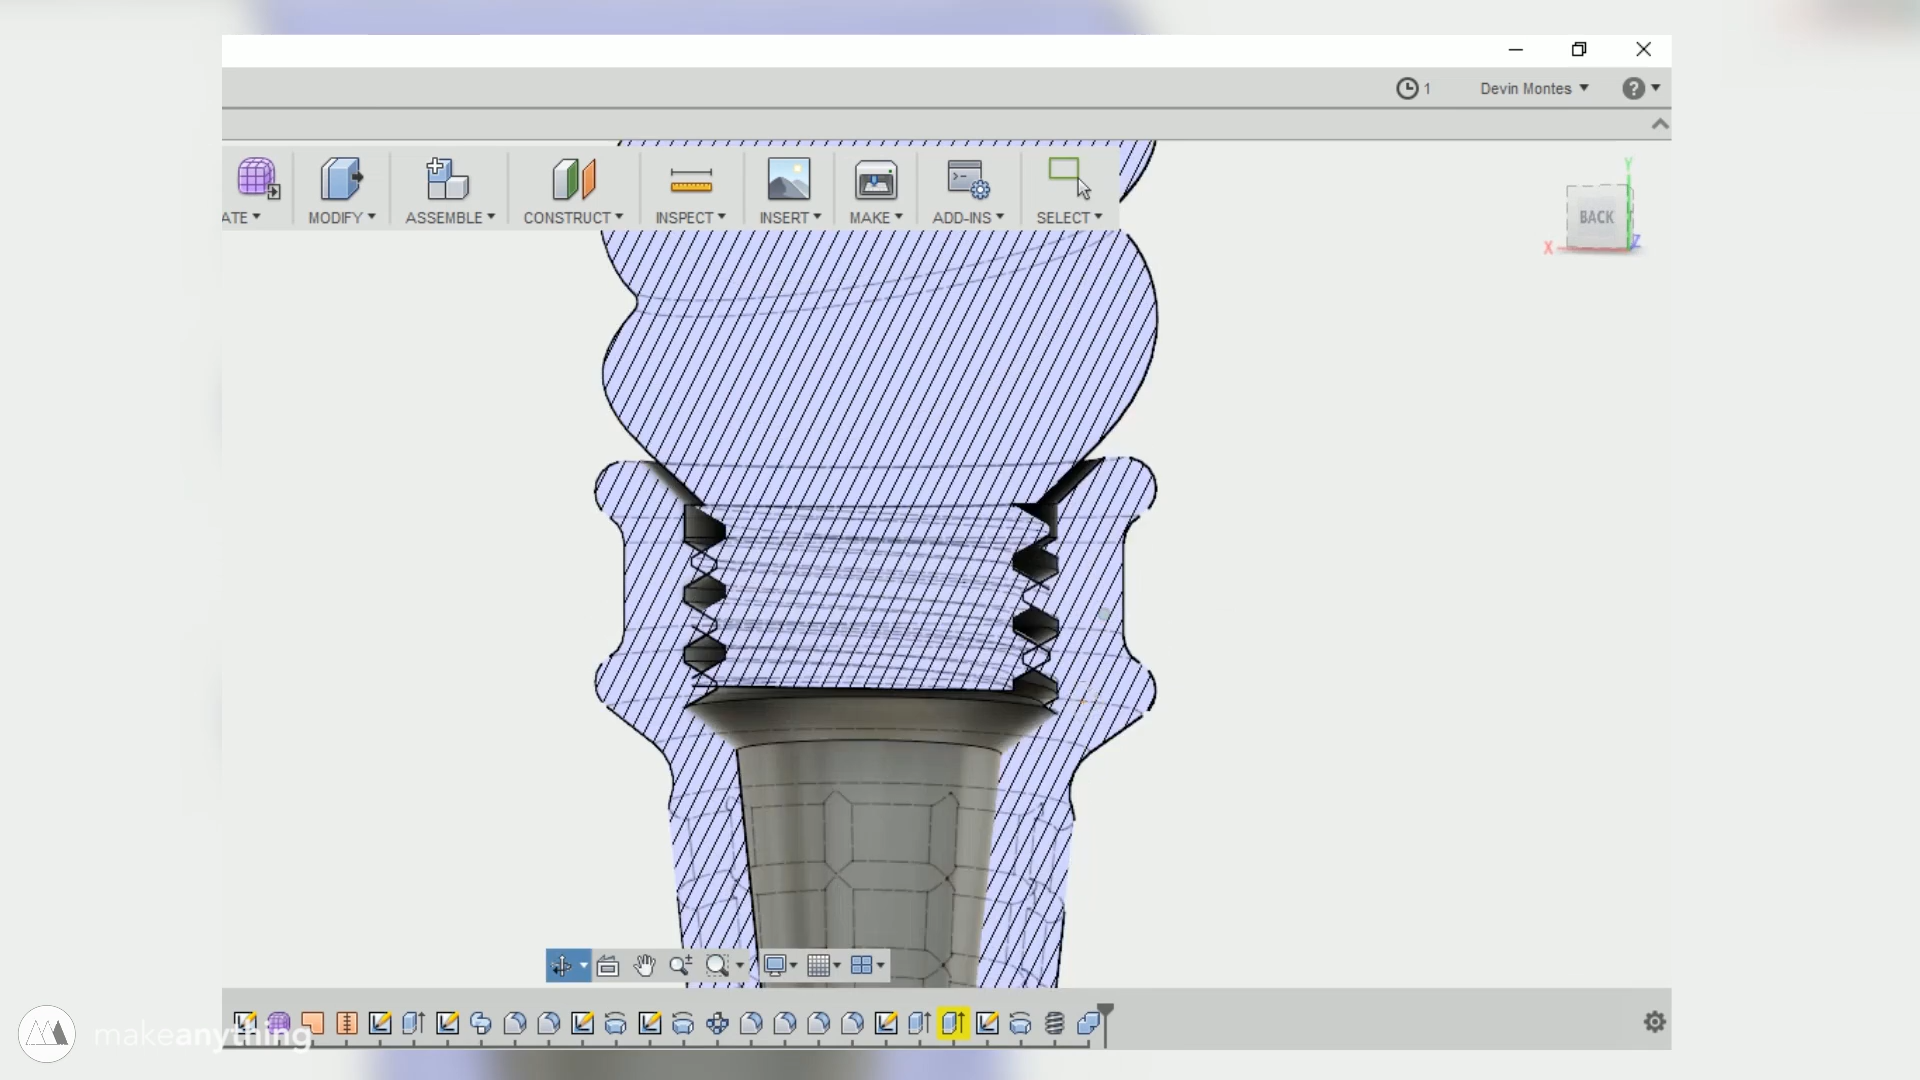 1 Devin Montes ?
ATE MODIFY ASSEMBLE CONSTRUCT INSPECT INSERT MAKE ADD-INS SELECT
Y
BACK
X Z
makeanything